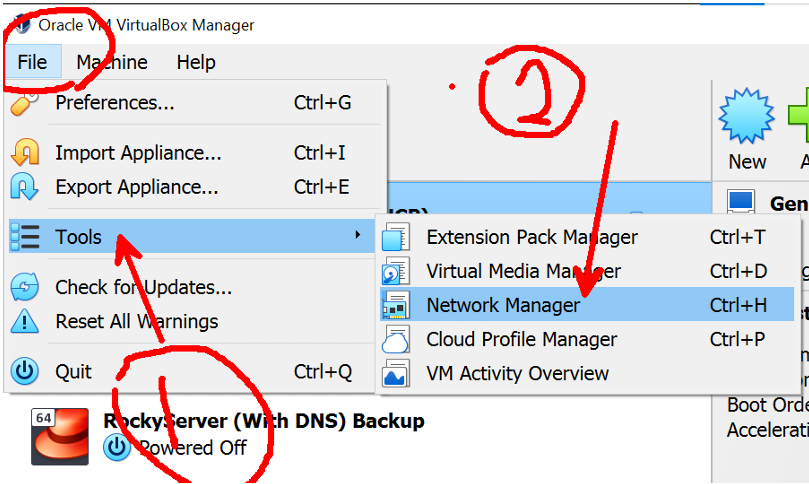 Oracle VM VirtualBox Manager
File Machine Help
Preferences... Ctrl+G
Import Appliance... Ctrl+I
Export Appliance... Ctrl+E
Tools
Check for Updates...
Reset All Warnings
Quit Ctrl+Q
Extension Pack Manager Ctrl+T
Virtual Media Manager Ctrl+D
Network Manager Ctrl+H
Cloud Profile Manager Ctrl+P
VM Activity Overview
1
2
New
Gen
Boot Orde
Accelerati
64
RockyServer (With DNS) Backup
Powered Off